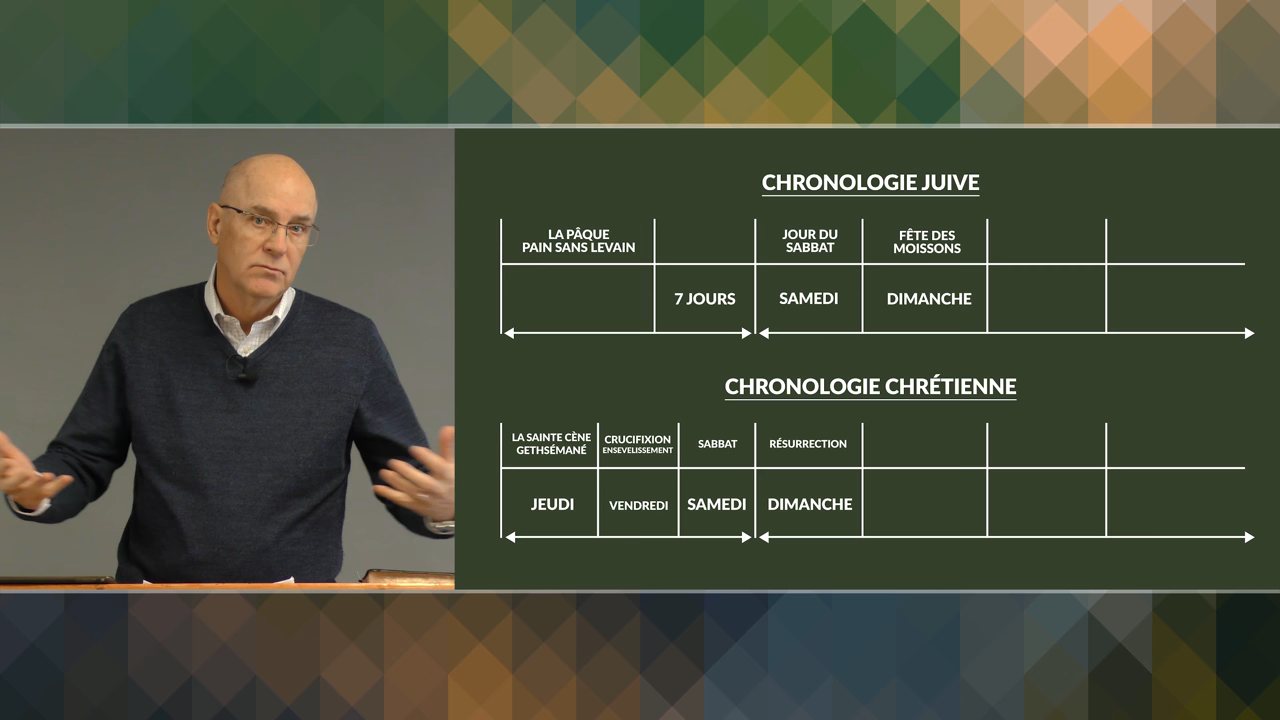 CHRONOLOGIE JUIVE
LA PÂQUE
PAIN SANS LEVAIN
JOUR DU
SABBAT
FÊTE DES
MOISSONS
7 JOURS
SAMEDI
DIMANCHE
CHRONOLOGIE CHRÉTIENNE
LA SAINTE CÈNE
GETHSÉMANÉ
CRUCIFIXION
ENSEVELISSEMENT
SABBAT
RÉSURRECTION
JEUDI
VENDREDI
SAMEDI
DIMANCHE